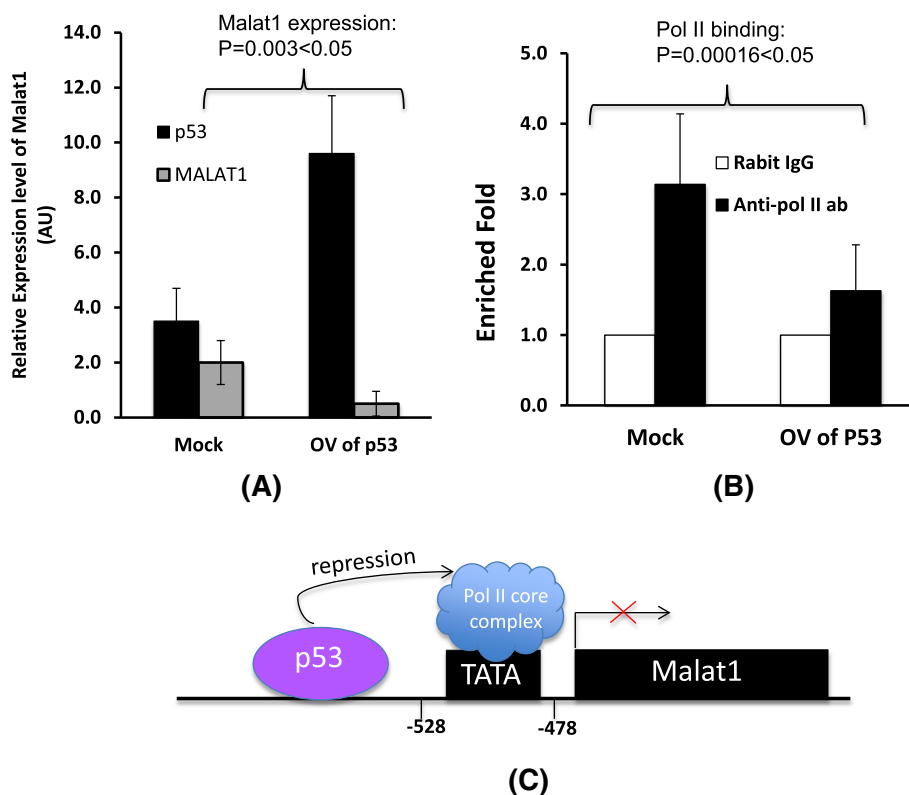 Malat1 expression:
P=0.003<0.05
Relative Expression level of Malat1
(AU)
14.0
12.0
10.0
8.0
6.0
4.0
2.0
0.0
p53
MALAT1
Mock
OV of p53
(A)
Pol II binding:
P=0.00016<0.05
Enriched Fold
5.0
4.0
3.0
2.0
1.0
0.0
Rabit IgG
Anti-pol II ab
Mock
OV of P53
(B)
repression
Pol II core
complex
p53
TATA
Malat1
-528
-478
(C)